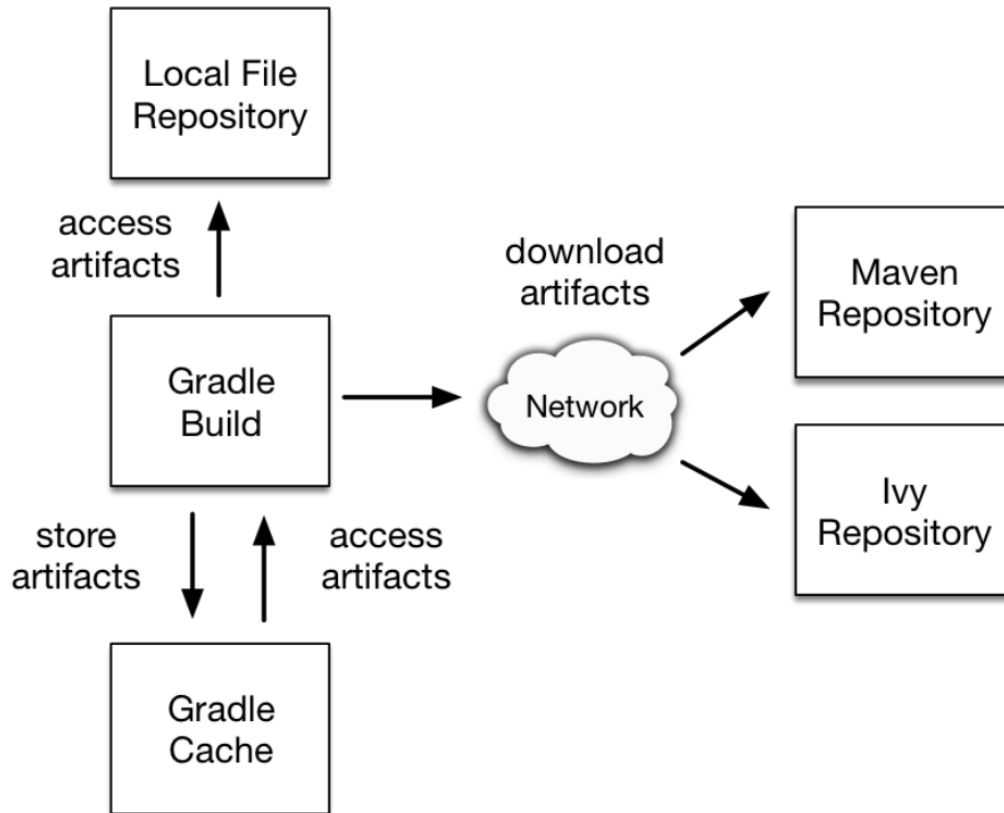 Local File
Repository
access
artifacts
download
artifacts
Maven
Repository
Gradle
Build
Network
Ivy
Repository
store
artifacts
access
artifacts
Gradle
Cache